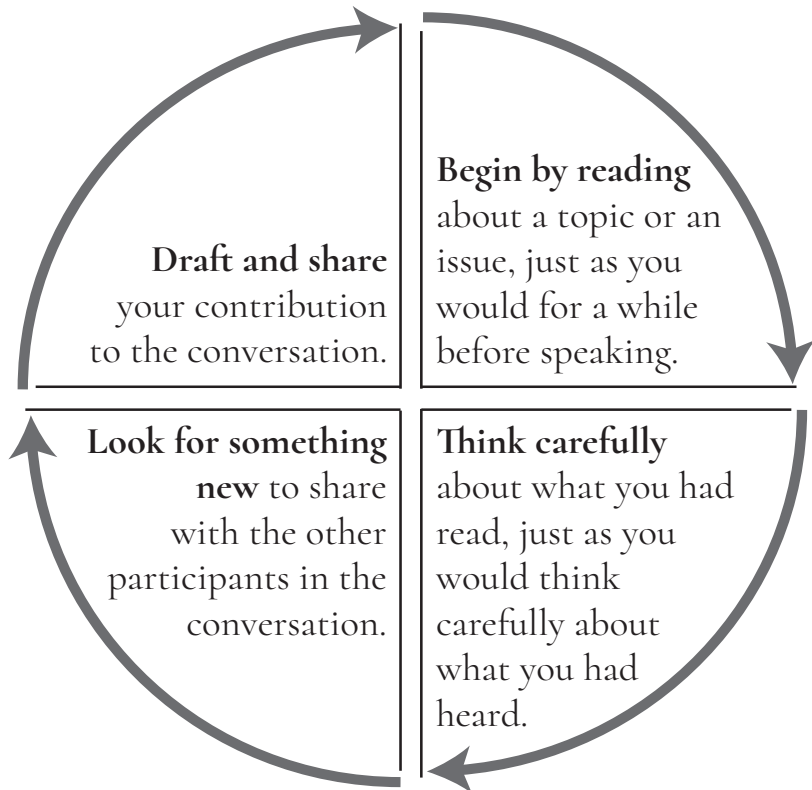 Begin by reading
about a topic or an
issue, just as you
would for a while
before speaking.
Think carefully
about what you had
read, just as you
would think
carefully about
what you had
heard.
Look for something
new to share
with the other
participants in the
conversation.
Draft and share
your contribution
to the conversation.